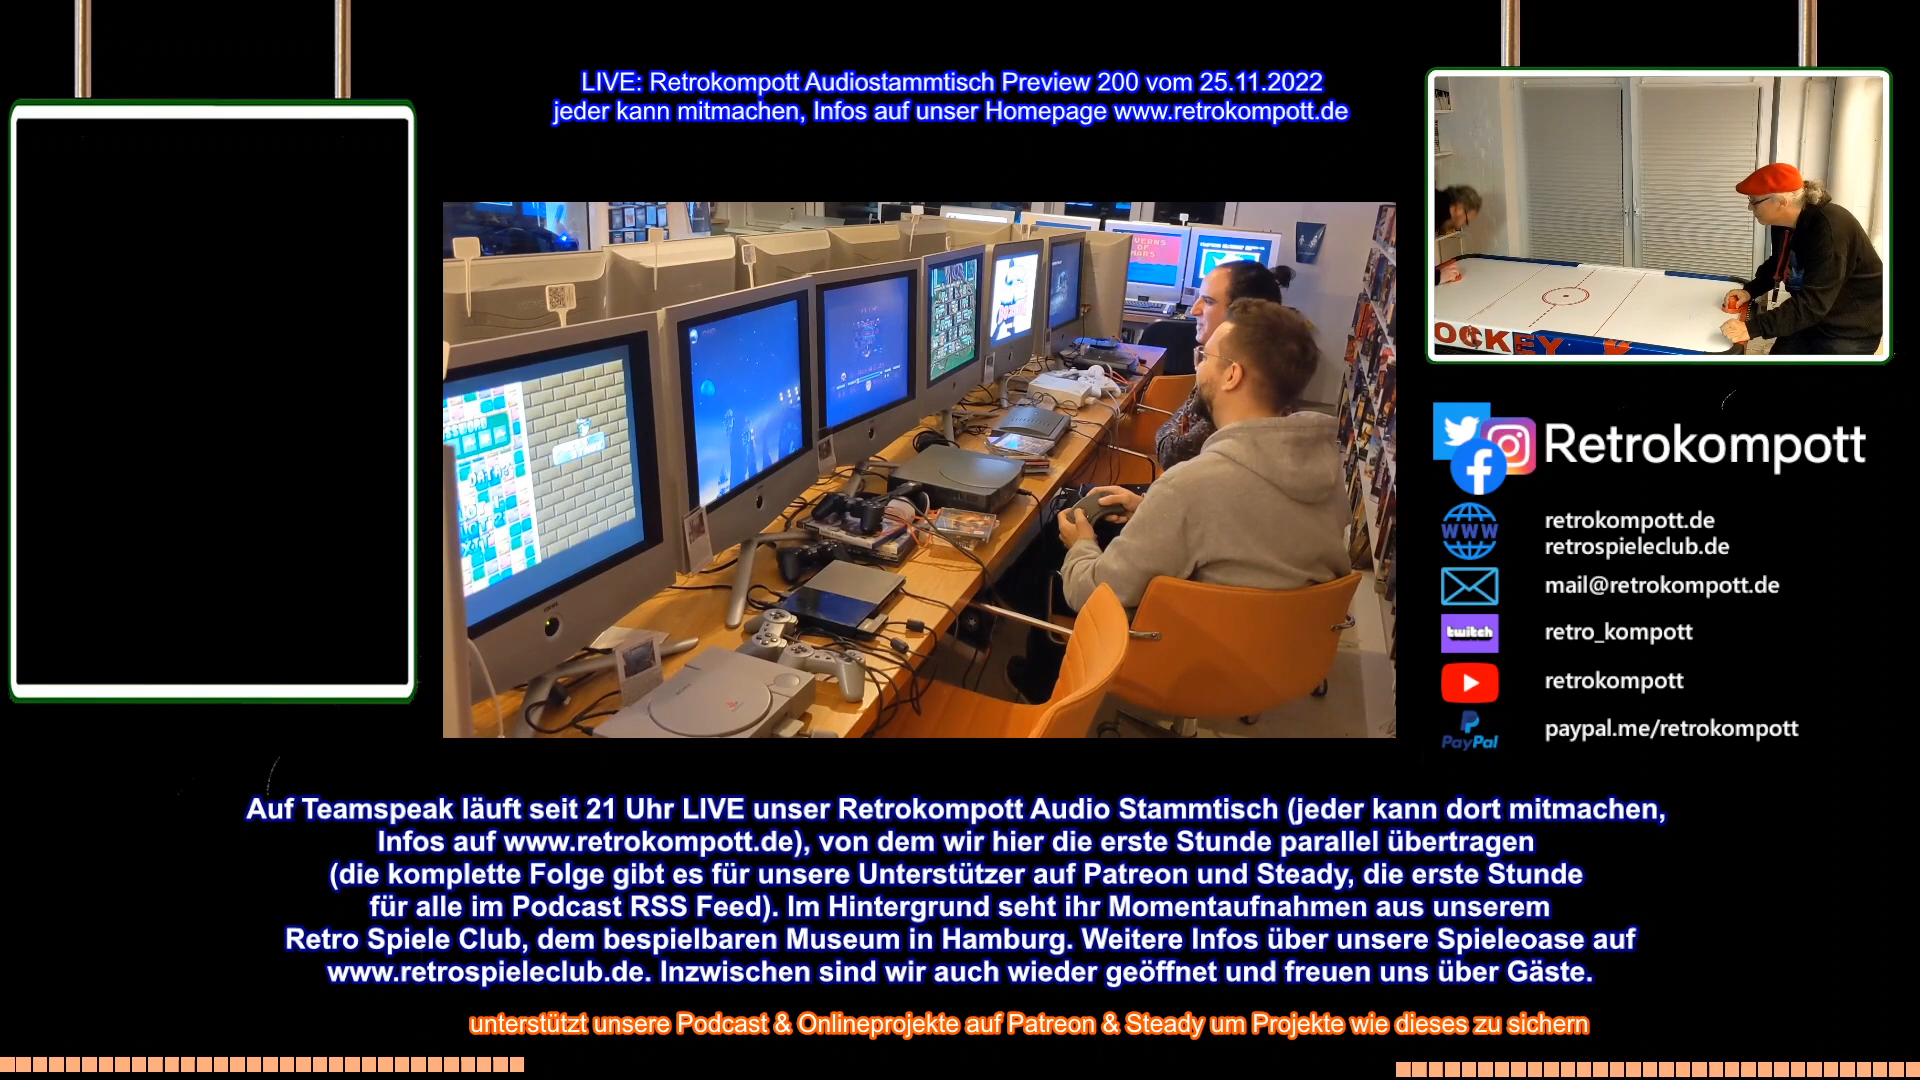 LIVE: Retrokompott Audiostammtisch Preview 200 vom 25.11.2022
jeder kann mitmachen, Infos auf unser Homepage www.retrokompott.de
OCKEY
Retrokompott
WWW
retrokompott.de
retrospieleclub.de
mail@retrokompott.de
twitch
retro_kompott
retrokompott
PayPal
paypal.me/retrokompott
Auf Teamspeak läuft seit 21 Uhr LIVE unser Retrokompott Audio Stammtisch (jeder kann dort mitmachen,
Infos auf www.retrokompott.de), von dem wir hier die erste Stunde parallel übertragen
(die komplette Folge gibt es für unsere Unterstützer auf Patreon und Steady, die erste Stunde
für alle im Podcast RSS Feed). Im Hintergrund seht ihr Momentaufnahmen aus unserem
Retro Spiele Club, dem bespielbaren Museum in Hamburg. Weitere Infos über unsere Spieleoase auf
www.retrospieleclub.de. Inzwischen sind wir auch wieder geöffnet und freuen uns über Gäste.
unterstützt unsere Podcast & Onlineprojekte auf Patreon & Steady um Projekte wie dieses zu sichern